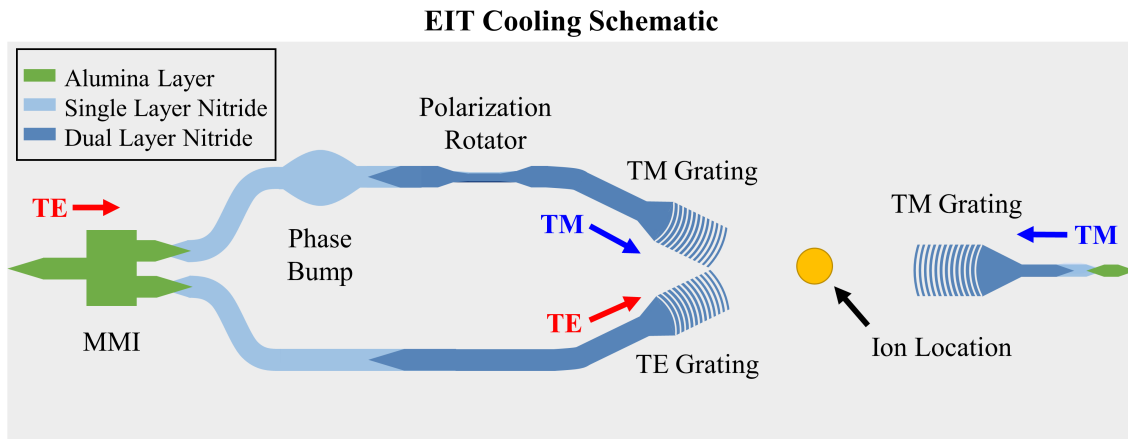 EIT Cooling Schematic
Alumina Layer
Single Layer Nitride
Dual Layer Nitride
Polarization
Rotator
TM Grating
TM Grating
TE
TM
TM
Phase
Bump
TE
MMI
TE Grating
Ion Location